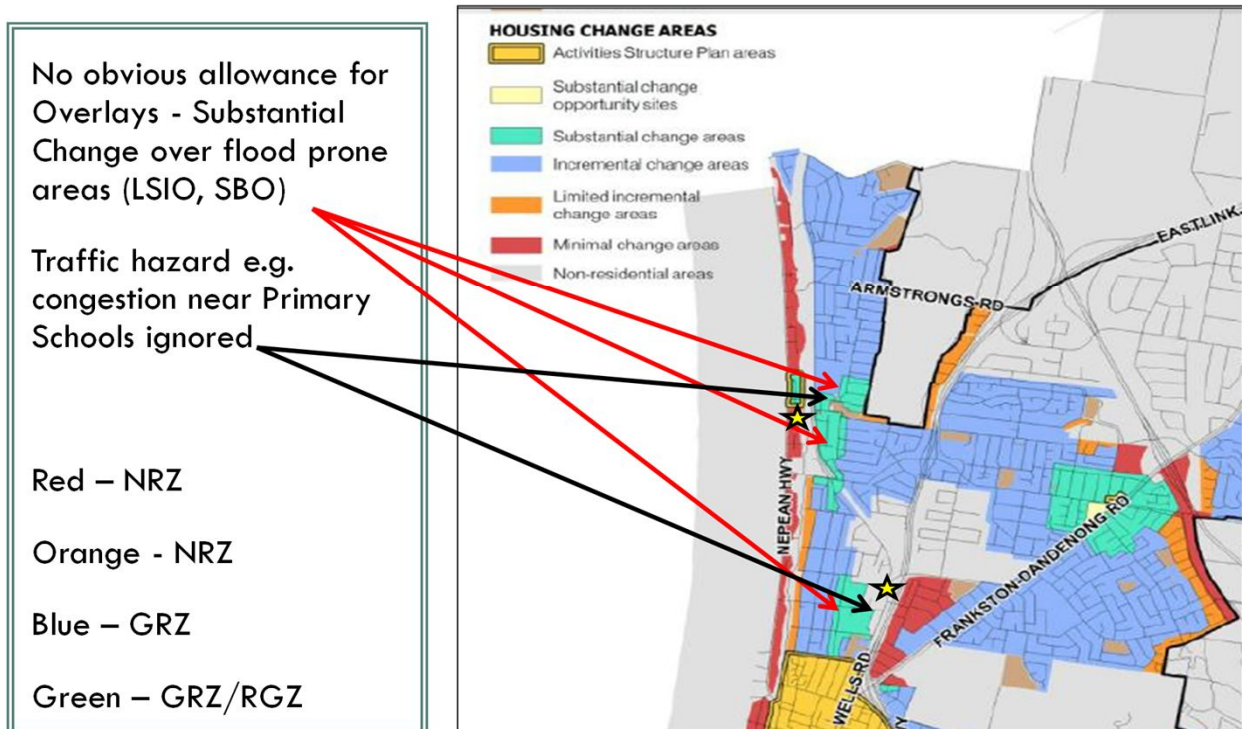 No obvious allowance for
Overlays - Substantial
Change over flood prone
areas (LSIO, SBO)
Traffic hazard e.g.
congestion near Primary
Schools ignored
Red – NRZ
Orange - NRZ
Blue – GRZ
Green – GRZ/RGZ
HOUSING CHANGE AREAS
Activities Structure Plan areas
Substantial change
opportunity sites
Substantial change areas
Incremental change areas
Limited incremental
change areas
Minimal change areas
Non-residential areas
EASTLINK
ARMSTRONGS RD
NEPEAN HWY
FRANKSTON-DANDENONG RD
WELLS RD
Y